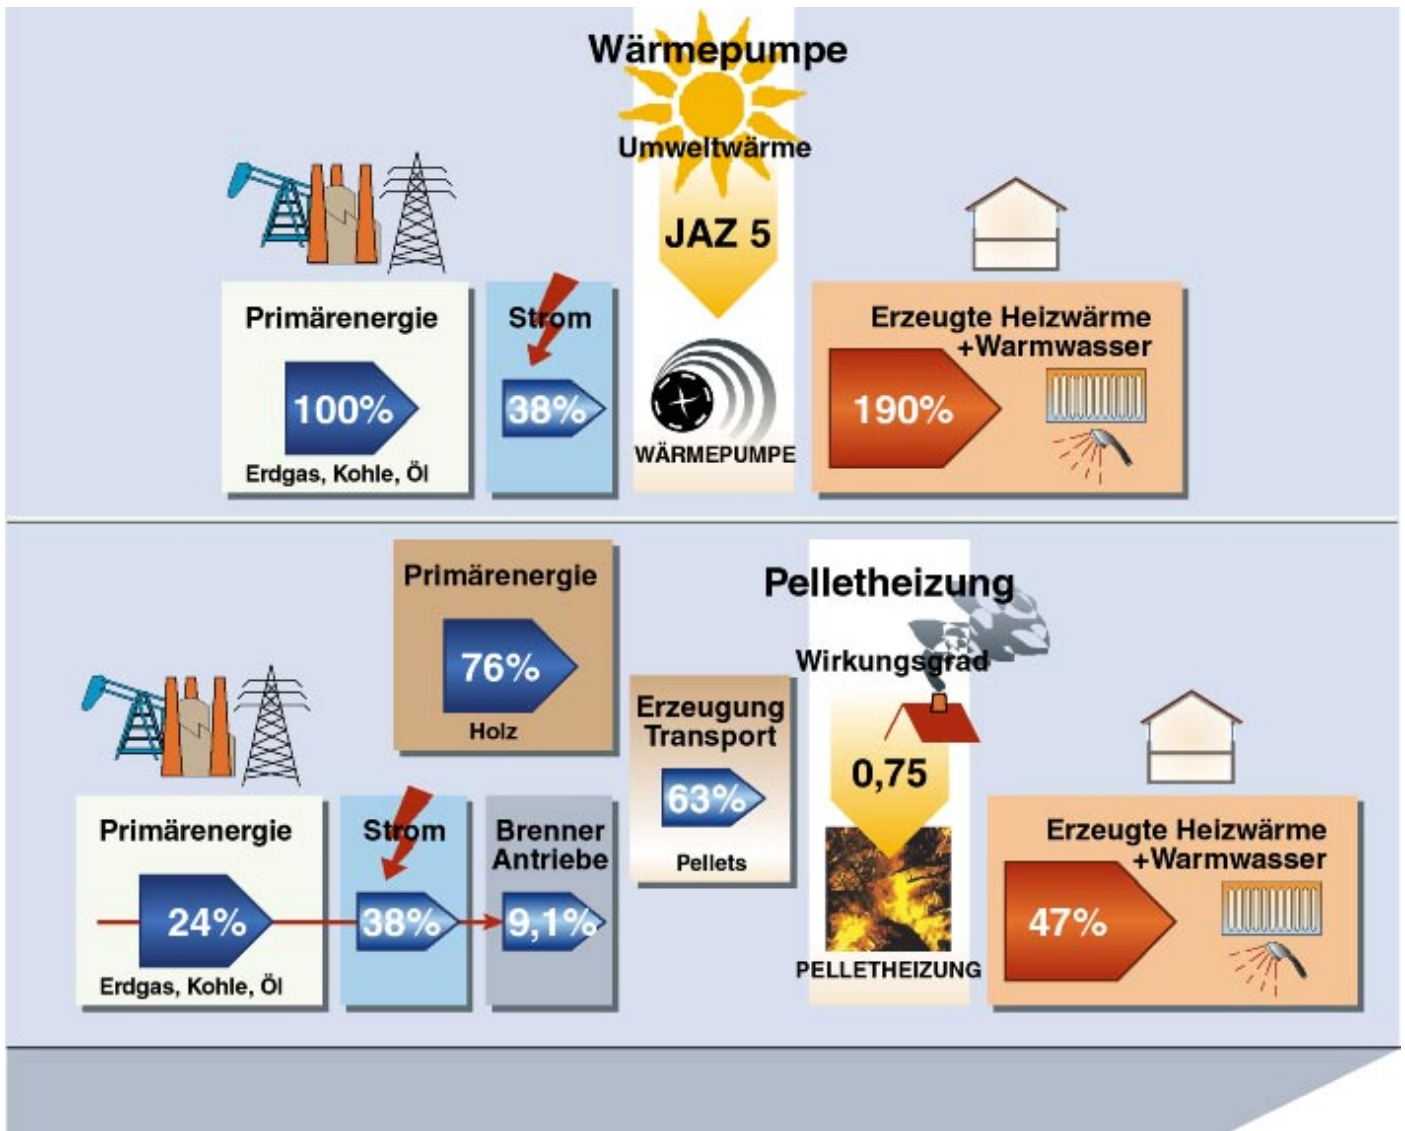 Wärmepumpe
Umweltwärme
JAZ 5
Primärenergie
100%
Erdgas, Kohle, Öl
Strom
38%
WÄRMEPUMPE
Erzeugte Heizwärme
+Warmwasser
190%
Primärenergie
76%
Holz
Pelletheizung
Wirkungsgrad
0,75
PELLETHEIZUNG
Erzeugung
Transport
63%
Pellets
Primärenergie
24%
Erdgas, Kohle, Öl
Strom
38%
Brenner
Antriebe
9,1%
Erzeugte Heizwärme
+Warmwasser
47%